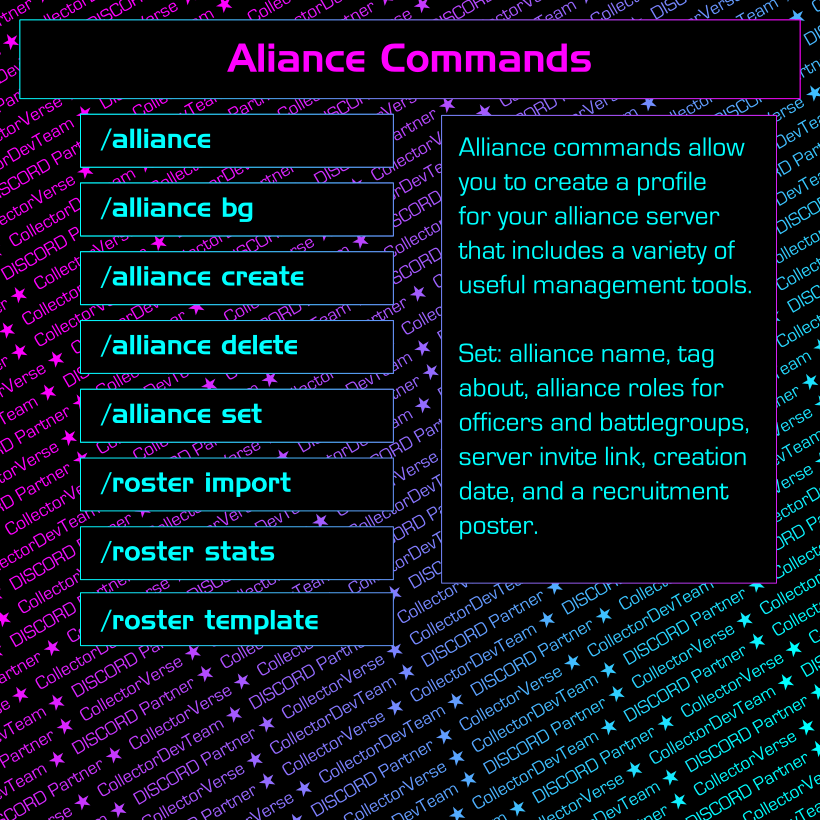 Aliance Commands
/alliance
/alliance bg
/alliance create
/alliance delete
/alliance set
/roster import
/roster stats
/roster template
Alliance commands allow
you to create a profile
for your alliance server
that includes a variety of
useful management tools.
Set: alliance name, tag
about, alliance roles for
officers and battlegroups,
server invite link, creation
date, and a recruitment
poster.
CollectorVerse ★ CollectorDevTeam ★ DISCORD Partner ★